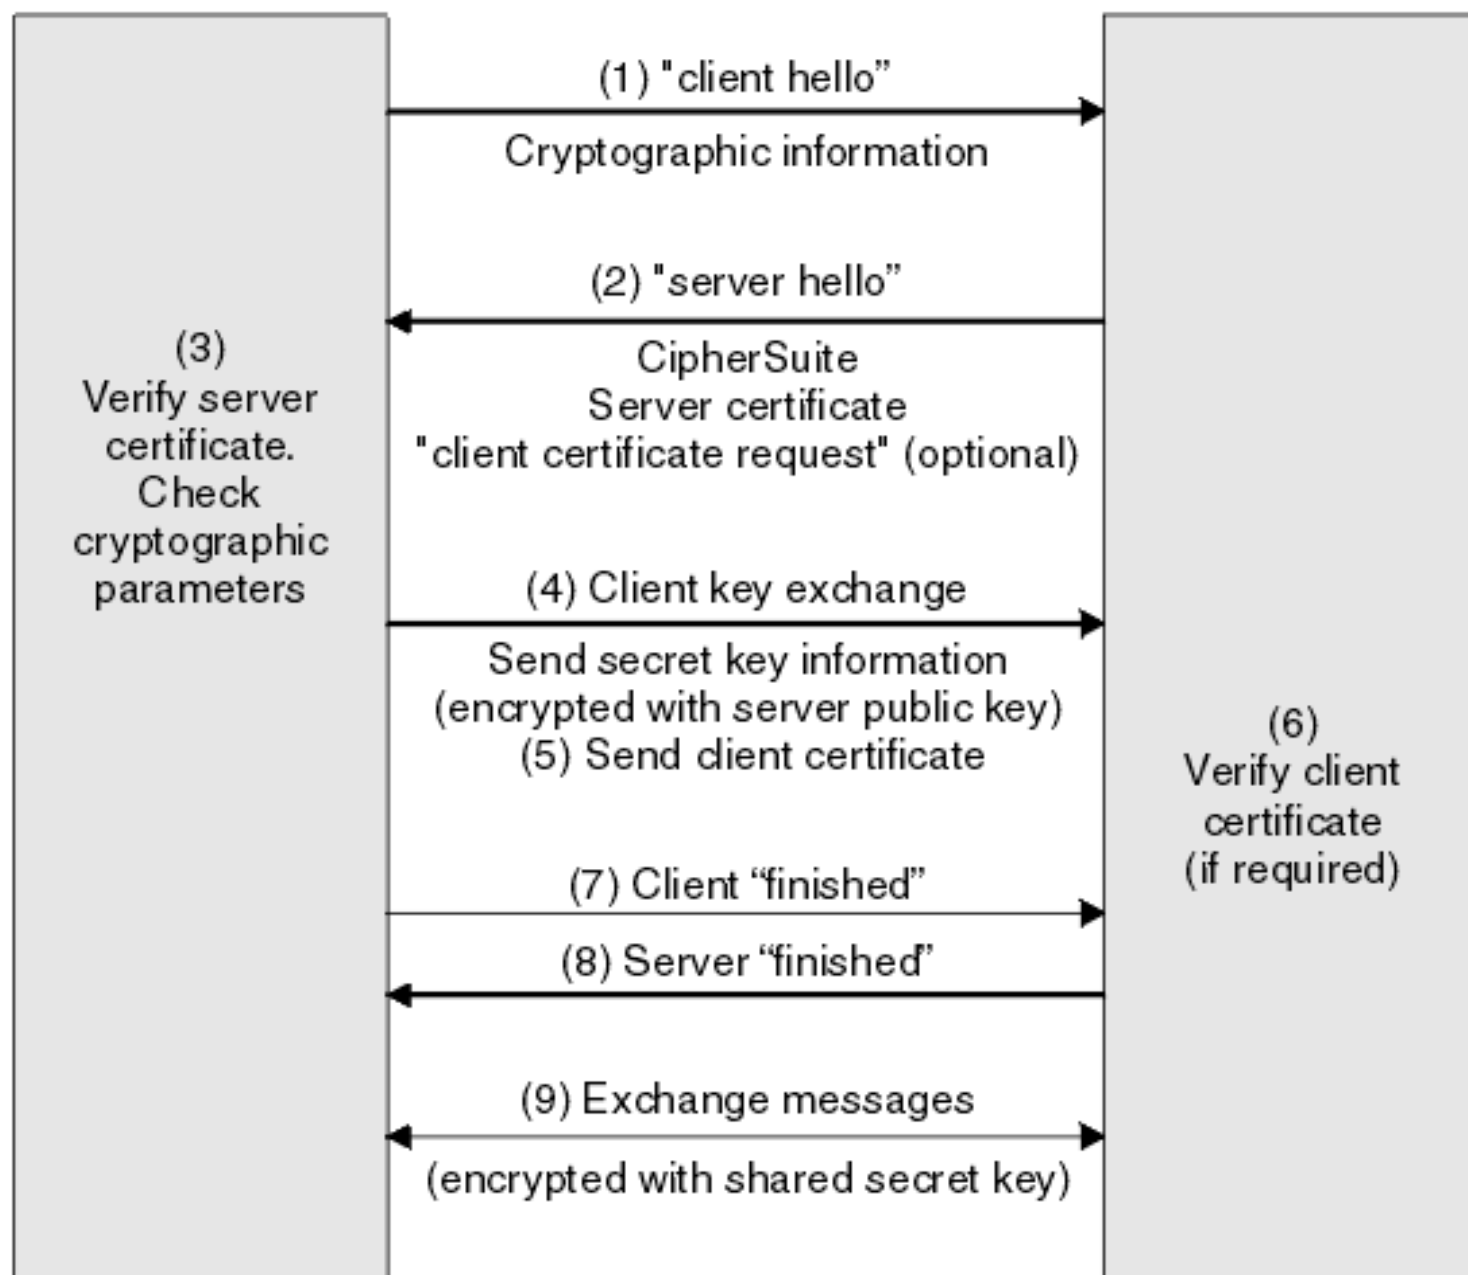 (1) "client hello”
Cryptographic information
(2) "server hello”
CipherSuite
Server certificate
"client certificate request" (optional)
(3)
Verify server
certificate.
Check
cryptographic
parameters
(4) Client key exchange
Send secret key information
(encrypted with server public key)
(5) Send client certificate
(6)
Verify client
certificate
(if required)
(7) Client “finished”
(8) Server “finished”
(9) Exchange messages
(encrypted with shared secret key)